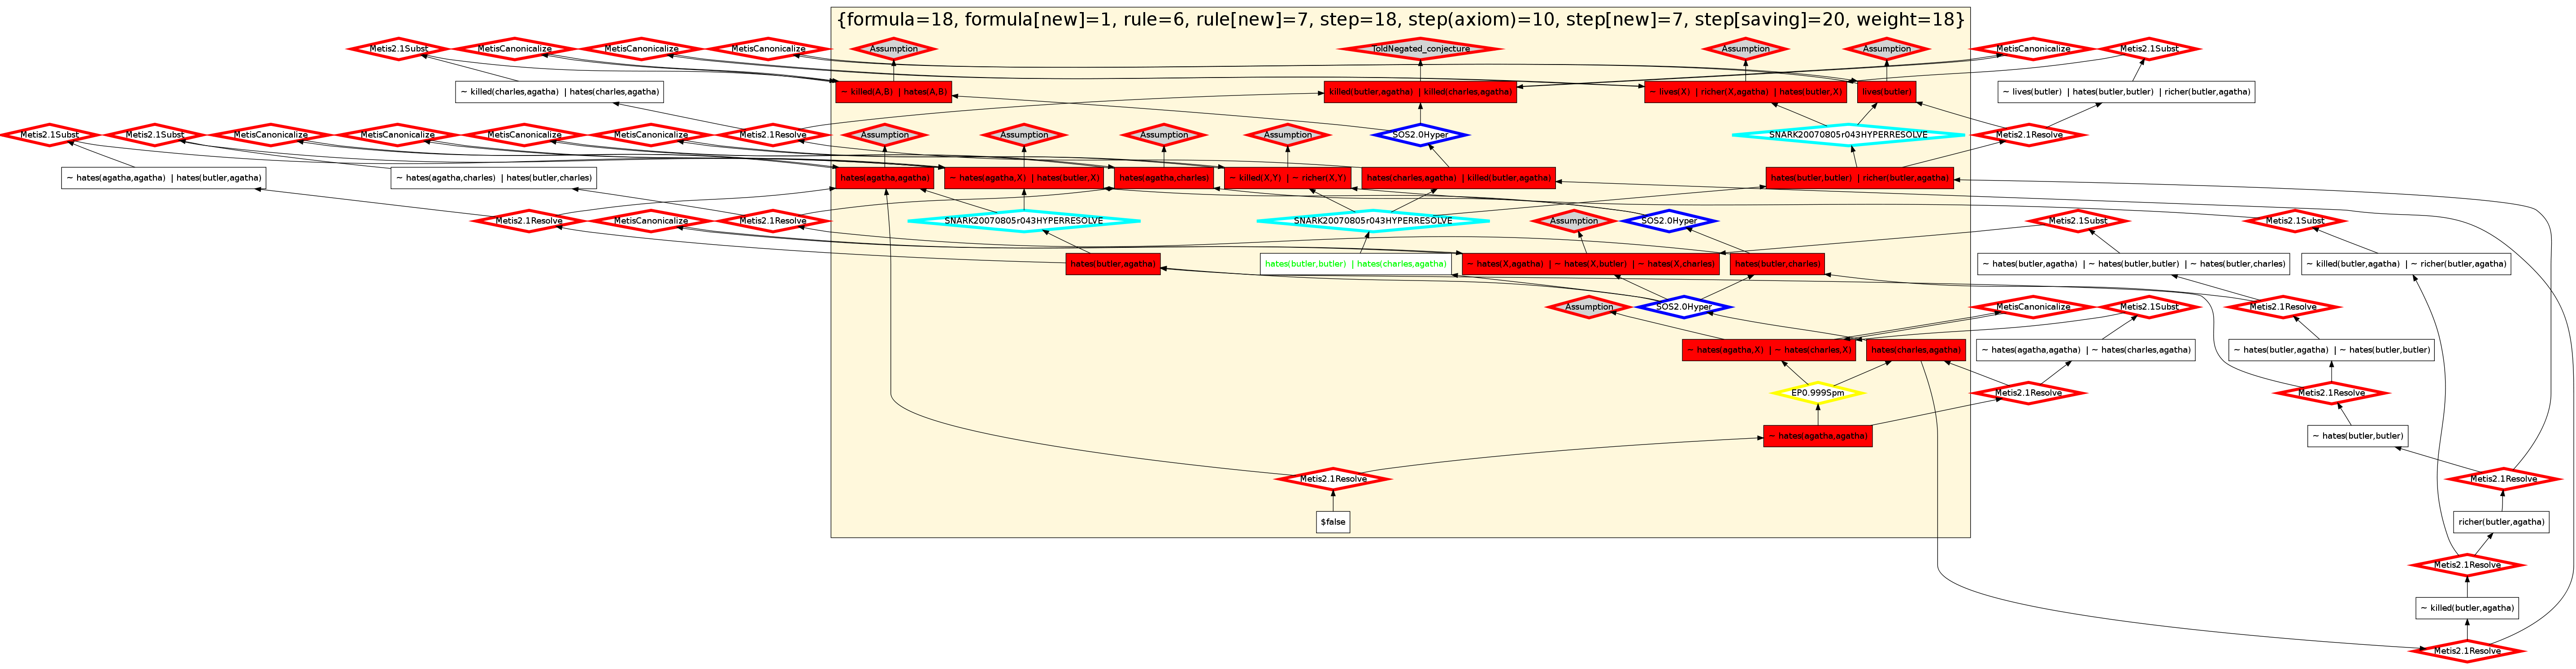 {formula=18, formula[new]=1, rule=6, rule[new]=7, step=18, step(axiom)=10, step[new]=7, step[saving]=20, weight=18}
Metis2.1Subst
MetisCanonicalize
MetisCanonicalize
MetisCanonicalize
Assumption
ToldNegated_conjecture
Assumption
Assumption
MetisCanonicalize
Metis2.1Subst
~ killed(charles,agatha) | hates(charles,agatha)
~ killed(A,B) | hates(A,B)
killed(butler,agatha) | killed(charles,agatha)
~ lives(X) | richer(X,agatha) | hates(butler,X)
lives(butler)
~ lives(butler) | hates(butler,butler) | richer(butler,agatha)
Metis2.1Subst
Metis2.1Subst
MetisCanonicalize
MetisCanonicalize
MetisCanonicalize
MetisCanonicalize
Metis2.1Resolve
Assumption
Assumption
Assumption
Assumption
SOS2.0Hyper
SNARK20070805r043HYPERRESOLVE
Metis2.1Resolve
~ hates(agatha,agatha) | hates(butler,agatha)
~ hates(agatha,charles) | hates(butler,charles)
hates(agatha,agatha)
~ hates(agatha,X) | hates(butler,X)
hates(agatha,charles)
~ killed(X,Y) | ~ richer(X,Y)
hates(charles,agatha) | killed(butler,agatha)
hates(butler,butler) | richer(butler,agatha)
Metis2.1Resolve
MetisCanonicalize
Metis2.1Resolve
SNARK20070805r043HYPERRESOLVE
SNARK20070805r043HYPERRESOLVE
Assumption
SOS2.0Hyper
Metis2.1Subst
Metis2.1Subst
hates(butler,agatha)
hates(butler,butler) | hates(charles,agatha)
~ hates(X,agatha) | ~ hates(X,butler) | ~ hates(X,charles)
hates(butler,charles)
~ hates(butler,agatha) | ~ hates(butler,butler) | ~ hates(butler,charles)
~ killed(butler,agatha) | ~ richer(butler,agatha)
Assumption
SOS2.0Hyper
MetisCanonicalize
Metis2.1Subst
Metis2.1Resolve
~ hates(agatha,X) | ~ hates(charles,X)
hates(charles,agatha)
~ hates(agatha,agatha) | ~ hates(charles,agatha)
~ hates(butler,agatha) | ~ hates(butler,butler)
EP0.999Spm
Metis2.1Resolve
Metis2.1Resolve
~ hates(agatha,agatha)
~ hates(butler,butler)
Metis2.1Resolve
Metis2.1Resolve
$false
richer(butler,agatha)
Metis2.1Resolve
~ killed(butler,agatha)
Metis2.1Resolve